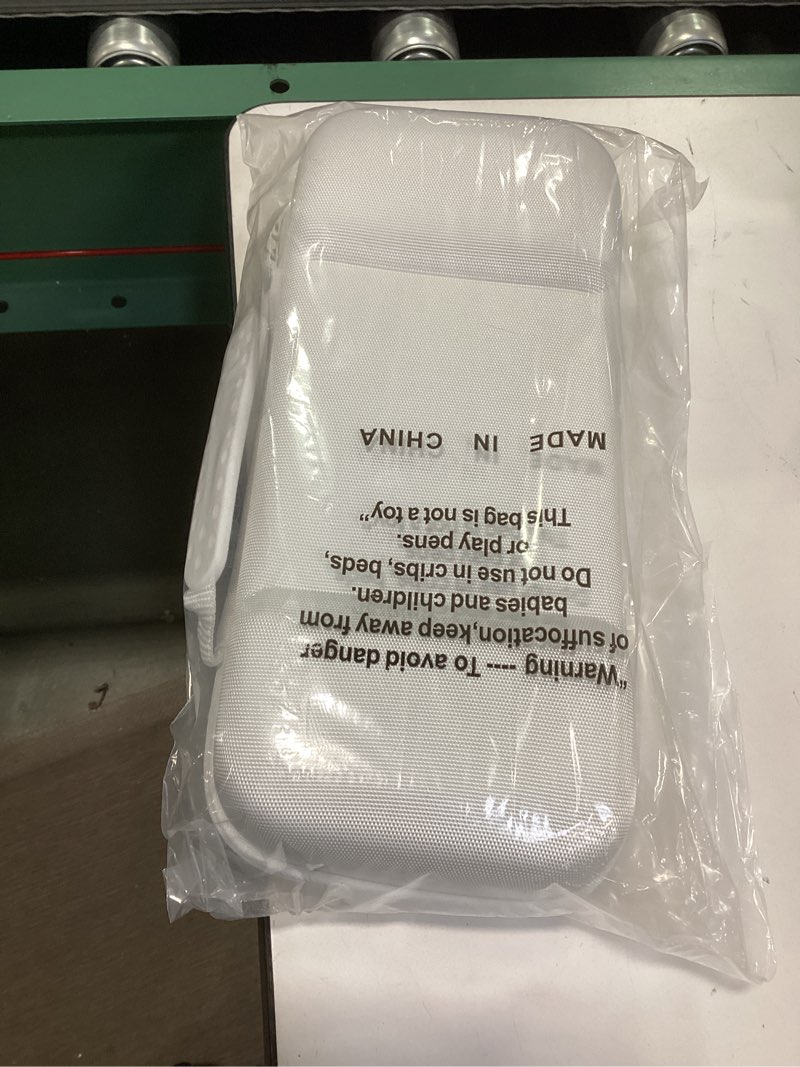 “Warning ---- To avoid danger
of suffocation,keep away from
babies and children.
Do not use in cribs, beds,
or play pens.
This bag is not a toy”
MADE IN CHINA